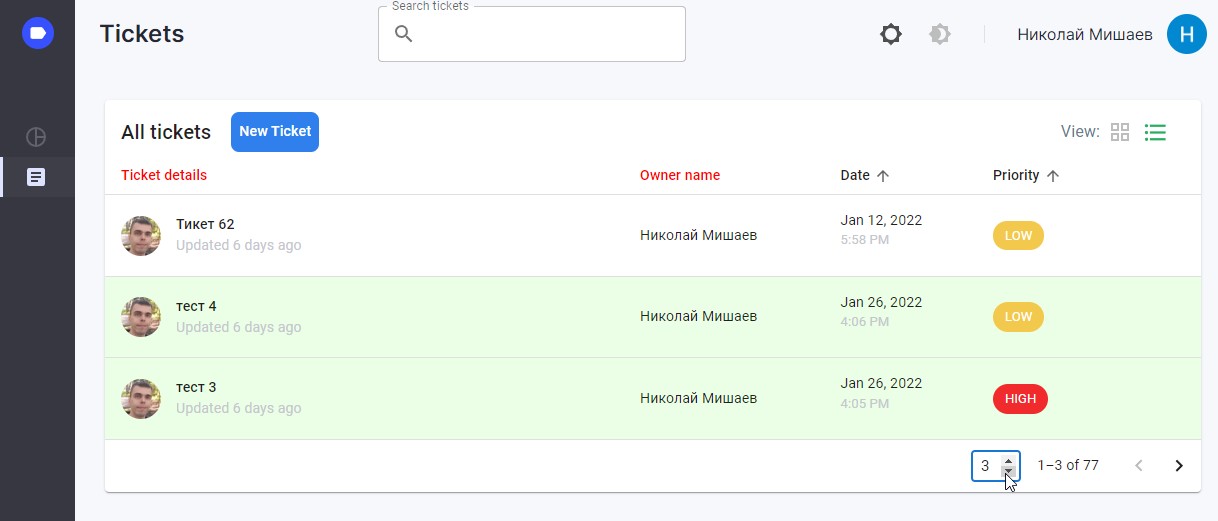 Tickets
Search tickets
Николай Мишаев
H
All tickets
New Ticket
View:
Ticket details
Owner name
Date
Priority
Тикет 62
Updated 6 days ago
Николай Мишаев
Jan 12, 2022
5:58 PM
LOW
тест 4
Updated 6 days ago
Николай Мишаев
Jan 26, 2022
4:06 PM
LOW
тест 3
Updated 6 days ago
Николай Мишаев
Jan 26, 2022
4:05 PM
HIGH
3
1–3 of 77